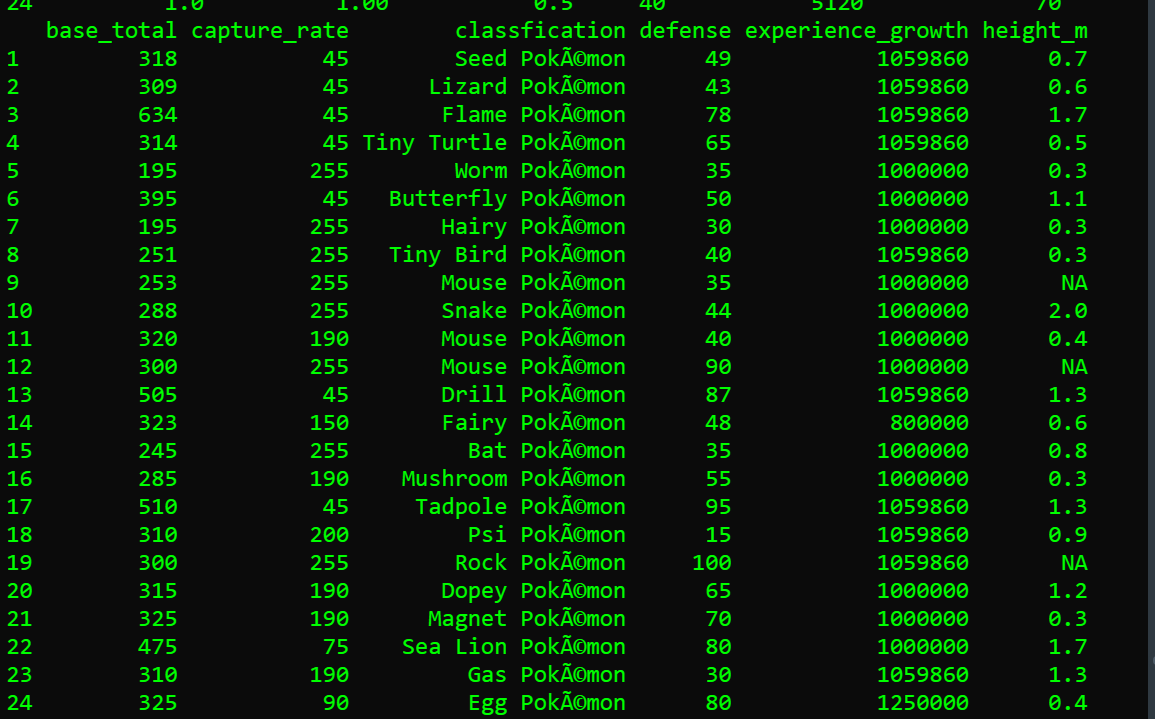 24 1.0 1.00 0.5 40 5120 70
base_total capture_rate classfication defense experience_growth height_m
1 318 45 Seed PokÃ©mon 49 1059860 0.7
2 309 45 Lizard PokÃ©mon 43 1059860 0.6
3 634 45 Flame PokÃ©mon 78 1059860 1.7
4 314 45 Tiny Turtle PokÃ©mon 65 1059860 0.5
5 195 255 Worm PokÃ©mon 35 1000000 0.3
6 395 45 Butterfly PokÃ©mon 50 1000000 1.1
7 195 255 Hairy PokÃ©mon 30 1000000 0.3
8 251 255 Tiny Bird PokÃ©mon 40 1059860 0.3
9 253 255 Mouse PokÃ©mon 35 1000000 NA
10 288 255 Snake PokÃ©mon 44 1000000 2.0
11 320 190 Mouse PokÃ©mon 40 1000000 0.4
12 300 255 Mouse PokÃ©mon 90 1000000 NA
13 505 45 Drill PokÃ©mon 87 1059860 1.3
14 323 150 Fairy PokÃ©mon 48 800000 0.6
15 245 255 Bat PokÃ©mon 35 1000000 0.8
16 285 190 Mushroom PokÃ©mon 55 1000000 0.3
17 510 45 Tadpole PokÃ©mon 95 1059860 1.3
18 310 200 Psi PokÃ©mon 15 1059860 0.9
19 300 255 Rock PokÃ©mon 100 1059860 NA
20 315 190 Dopey PokÃ©mon 65 1000000 1.2
21 325 190 Magnet PokÃ©mon 70 1000000 0.3
22 475 75 Sea Lion PokÃ©mon 80 1000000 1.7
23 310 190 Gas PokÃ©mon 30 1059860 1.3
24 325 90 Egg PokÃ©mon 80 1250000 0.4